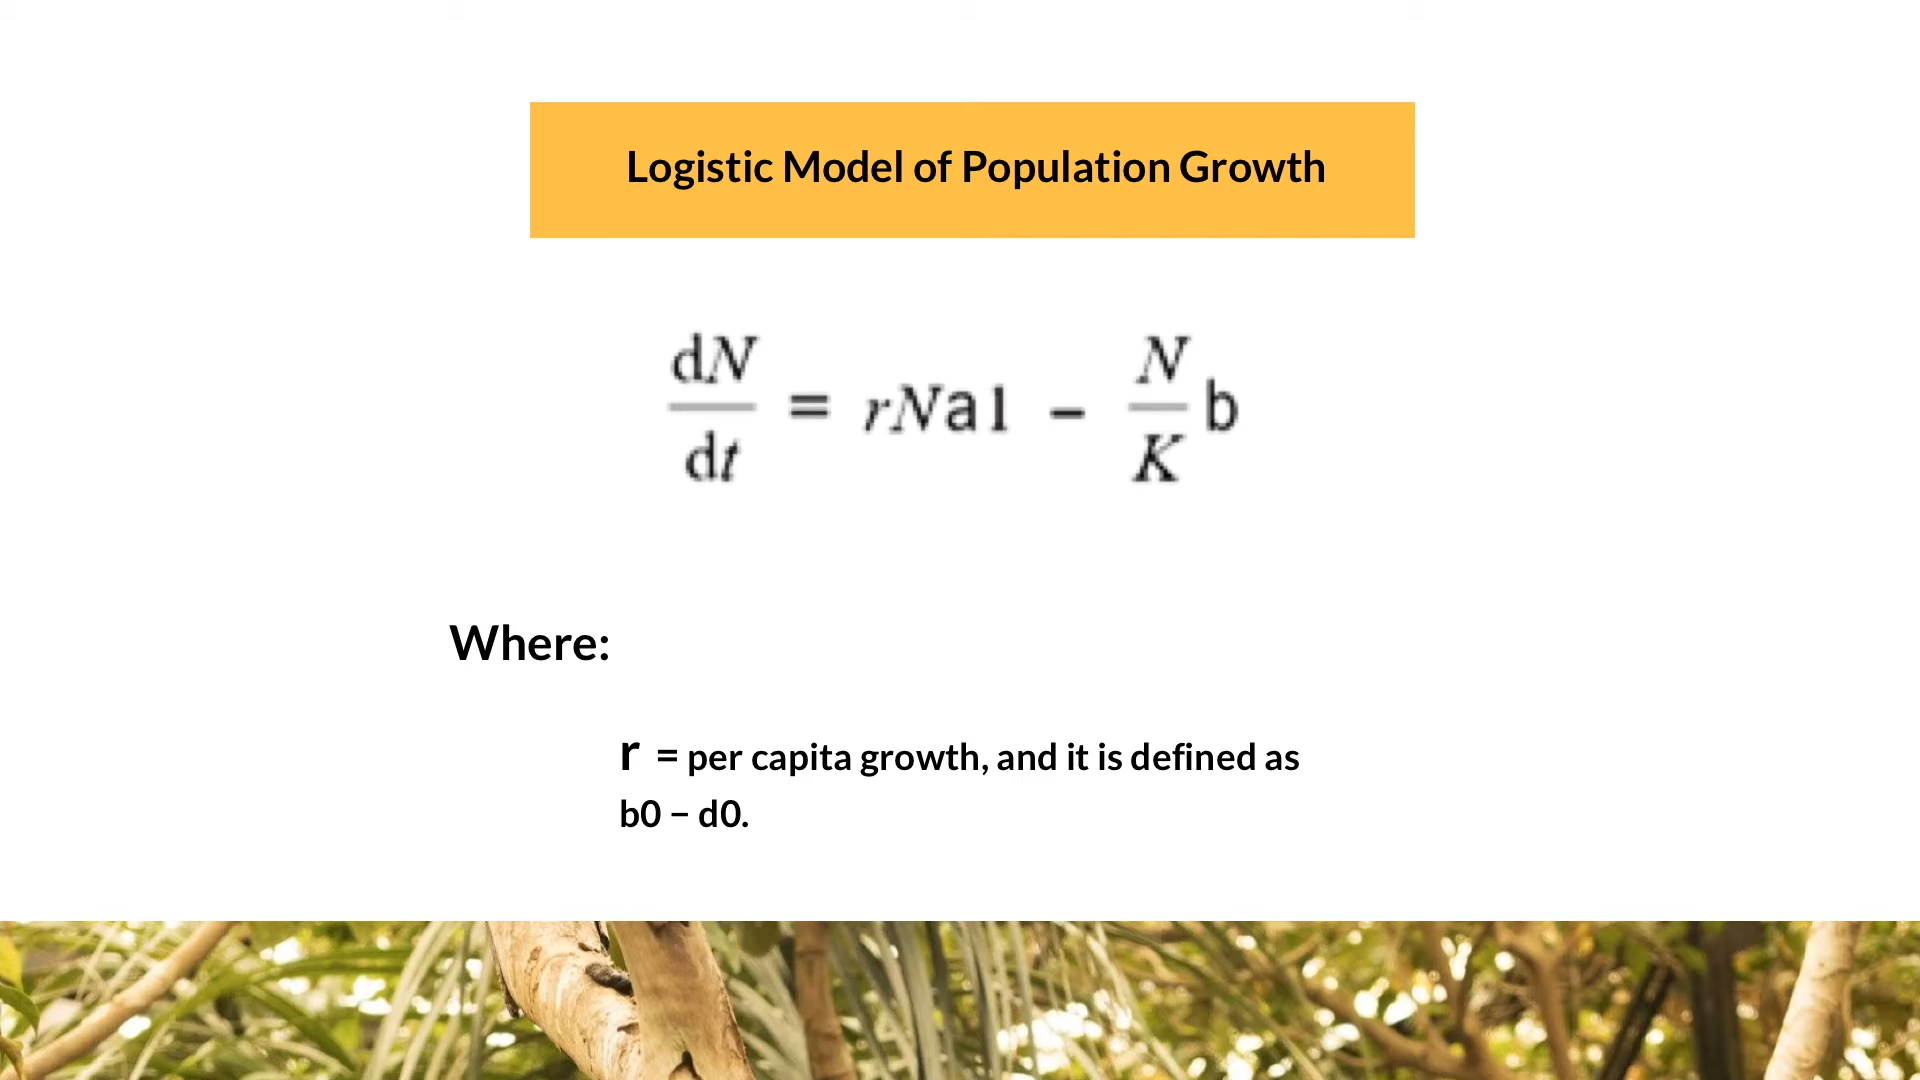 Logistic Model of Population Growth
dN/dt = rNa1 – N/K b
Where:
r = per capita growth, and it is defined as
b0 – d0.